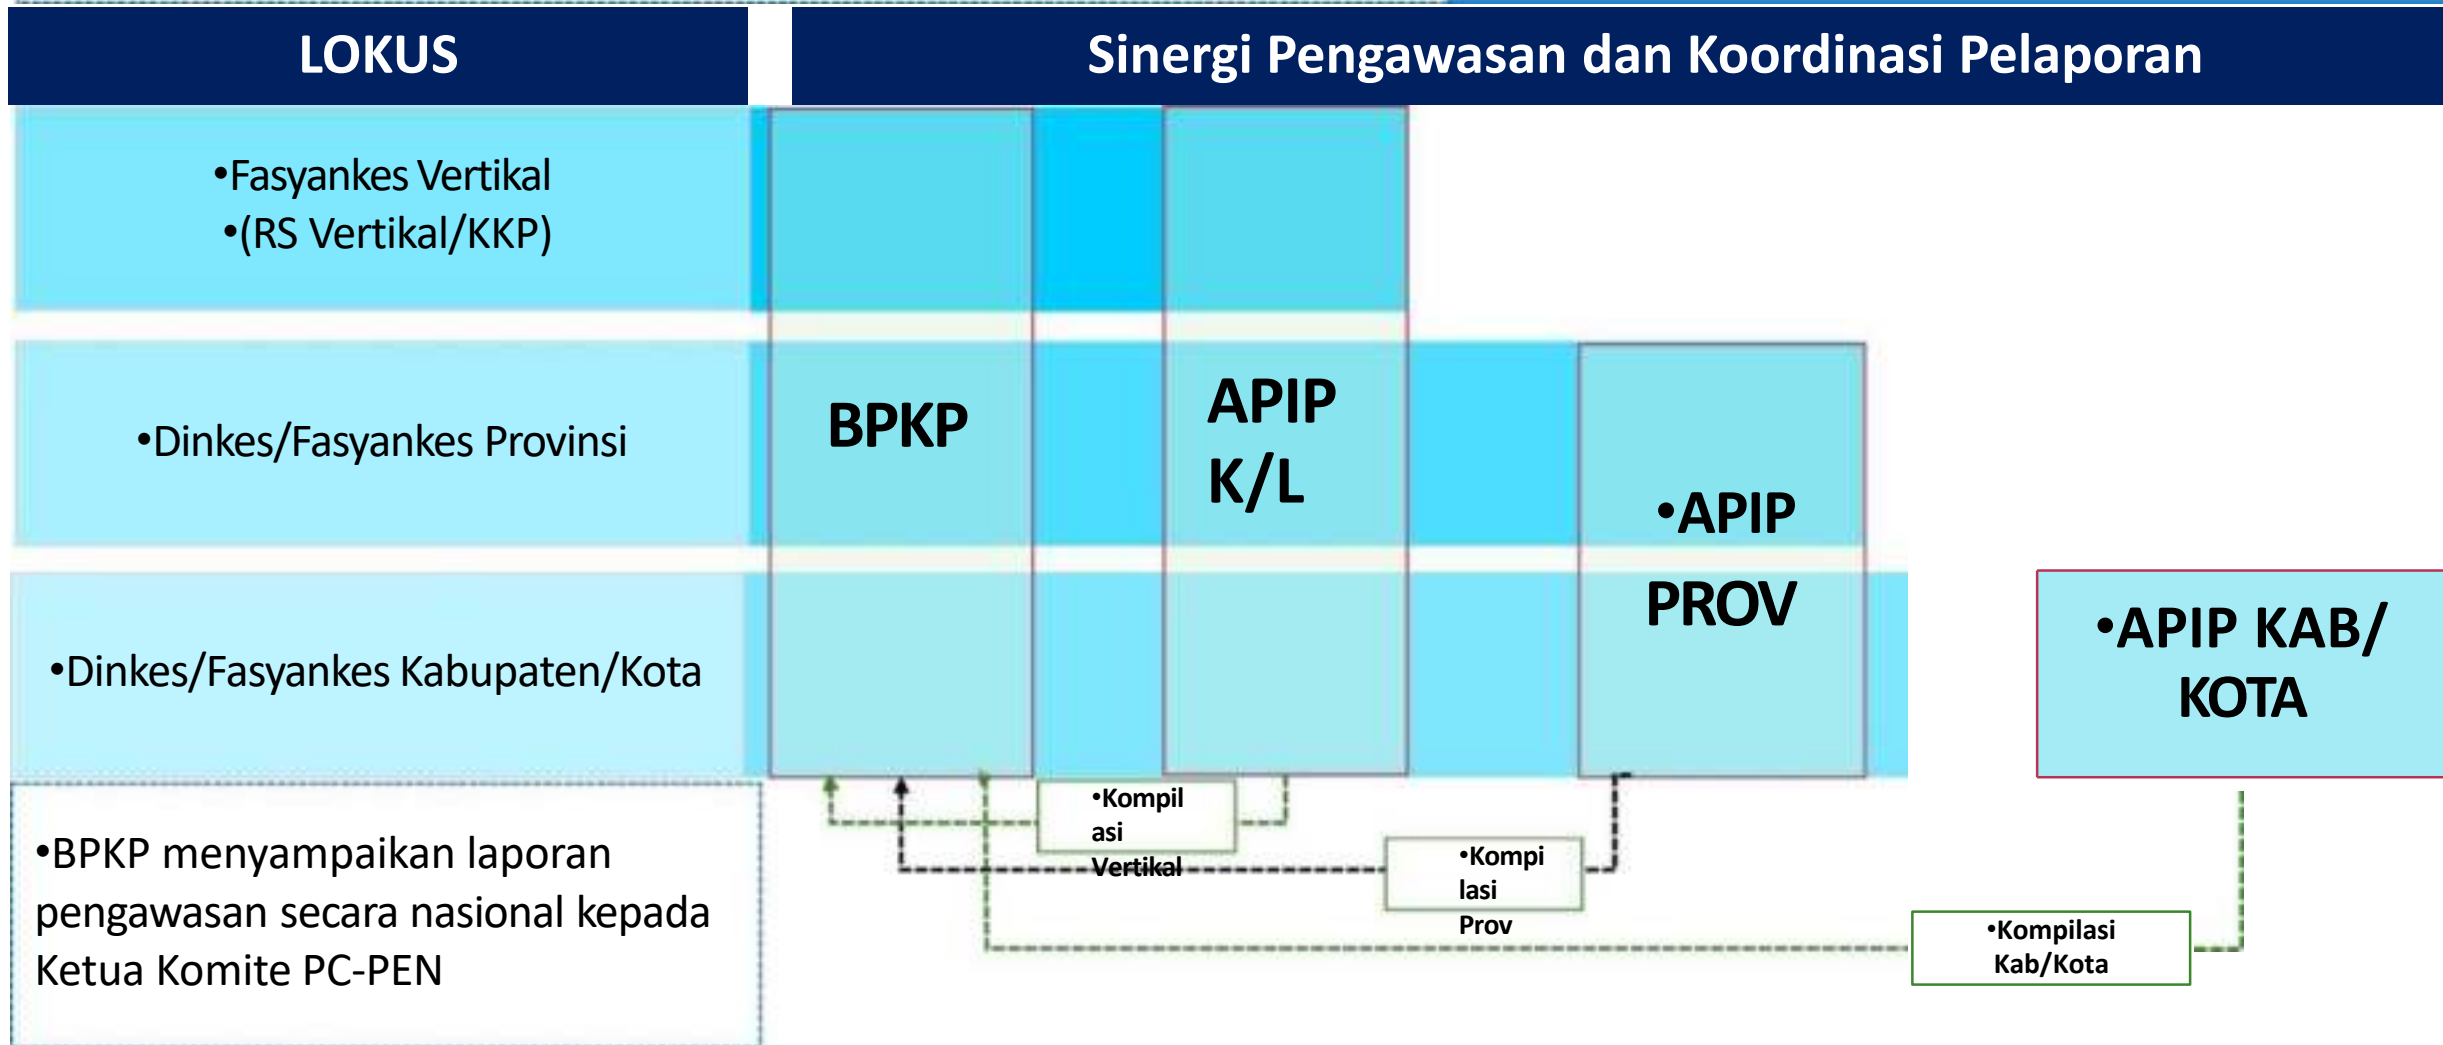 LOKUS
Sinergi Pengawasan dan Koordinasi Pelaporan
•Fasyankes Vertikal
•(RS Vertikal/KKP)
•Dinkes/Fasyankes Provinsi
•Dinkes/Fasyankes Kabupaten/Kota
BPKP
APIP
K/L
•APIP
PROV
•APIP KAB/
KOTA
•Kompil
asi
Vertikal
•Kompi
lasi
Prov
•Kompilasi
Kab/Kota
•BPKP menyampaikan laporan
pengawasan secara nasional kepada
Ketua Komite PC-PEN